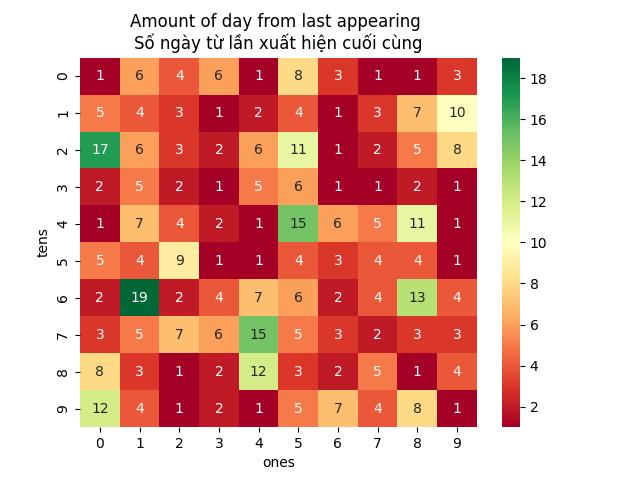 Amount of day from last appearing
Số ngày từ lần xuất hiện cuối cùng
0 1 6 4 6 1 8 3 1 1 3
1 5 4 3 1 2 4 1 3 7 10
2 17 6 3 2 6 11 1 2 5 8
3 2 5 2 1 5 6 1 1 2 1
4 1 7 4 2 1 15 6 5 11 1
5 5 4 9 1 1 4 3 4 4 1
6 2 19 2 4 7 6 2 4 13 4
7 3 5 7 6 15 5 3 2 3 3
8 8 3 1 2 12 3 2 5 1 4
9 12 4 1 2 1 5 7 4 8 1
0 1 2 3 4 5 6 7 8 9
tens
ones
18
16
14
12
10
8
6
4
2